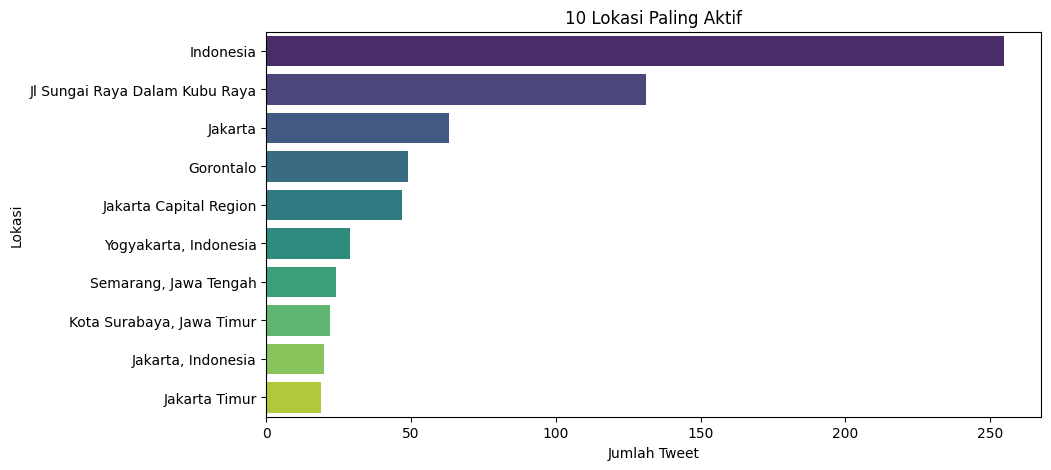 10 Lokasi Paling Aktif
Indonesia
Jl Sungai Raya Dalam Kubu Raya
Jakarta
Gorontalo
Jakarta Capital Region
Yogyakarta, Indonesia
Semarang, Jawa Tengah
Kota Surabaya, Jawa Timur
Jakarta, Indonesia
Jakarta Timur
Lokasi
0 50 100 150 200 250
Jumlah Tweet